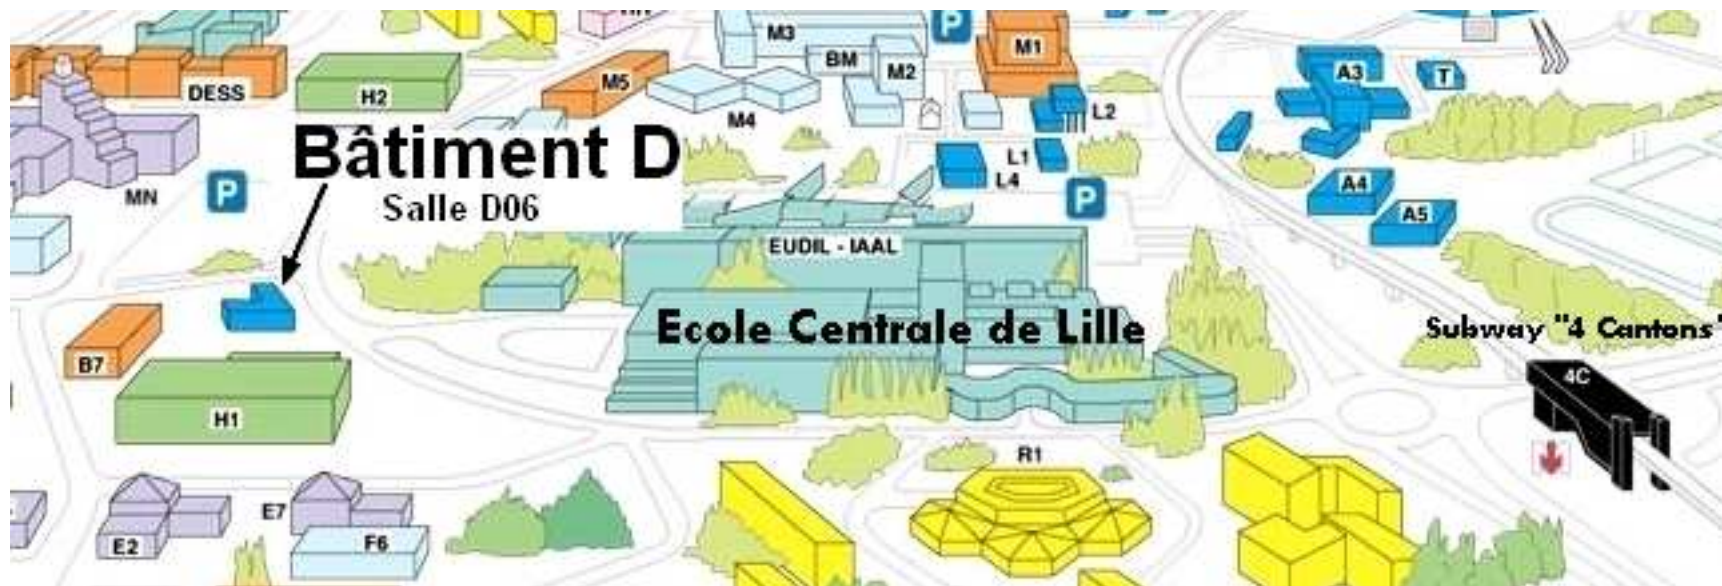 M3
M1
BM
M2
A3
T
DESS
H2
M5
M4
L2
Bâtiment D
L1
L4
MN
P
P
P
Salle D06
A4
A5
EUDIL - IAAL
Ecole Centrale de Lille
Subway "4 Cantons"
B7
4C
H1
R1
E7
E2
F6